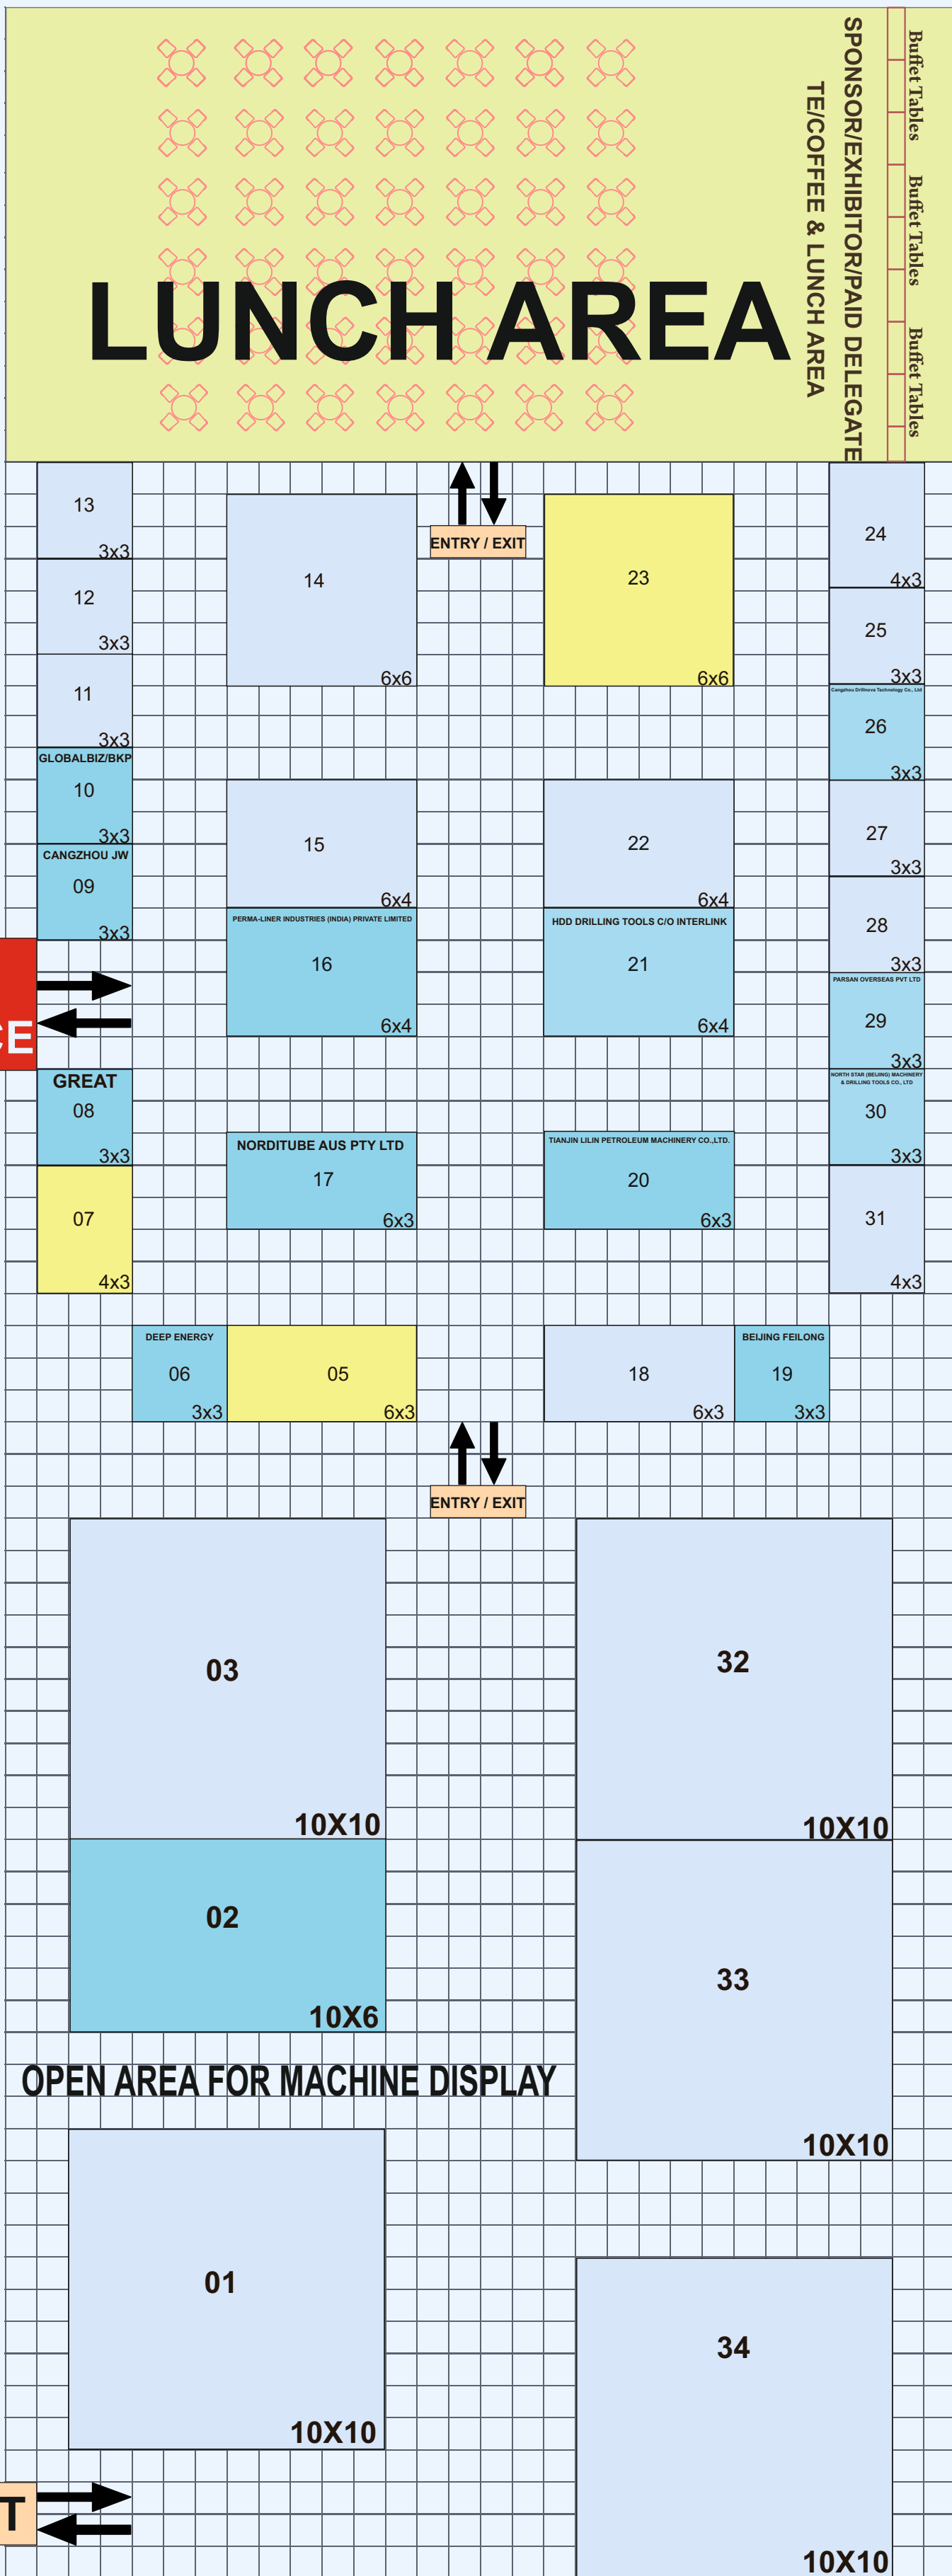 Buffet Tables
Buffet Tables
Buffet Tables
SPONSOR/EXHIBITOR/PAID DELEGATE
TE/COFFEE & LUNCH AREA
LUNCH AREA
ENTRY / EXIT
13
3x3
12
3x3
11
3x3
GLOBALBIZ/BKP
10
3x3
CANGZHOU JW
09
3x3
CE
GREAT
08
3x3
07
4x3
14
6x6
15
6x4
PERMA-LINER INDUSTRIES (INDIA) PRIVATE LIMITED
16
6x4
NORDITUBE AUS PTY LTD
17
6x3
23
6x6
22
6x4
HDD DRILLING TOOLS C/O INTERLINK
21
6x4
TIANJIN LILIN PETROLEUM MACHINERY CO.,LTD.
20
6x3
24
4x3
25
3x3
Cangzhou Drillnova Technology Co., Ltd
26
3x3
27
3x3
28
3x3
PARSAN OVERSEAS PVT LTD
29
3x3
NORTH STAR (BEIJING) MACHINERY
& DRILLING TOOLS CO., LTD
30
3x3
31
4x3
DEEP ENERGY
06
3x3
05
6x3
18
6x3
BEIJING FEILONG
19
3x3
ENTRY / EXIT
03
10X10
02
10X6
32
10X10
33
10X10
OPEN AREA FOR MACHINE DISPLAY
01
10X10
34
10X10
T